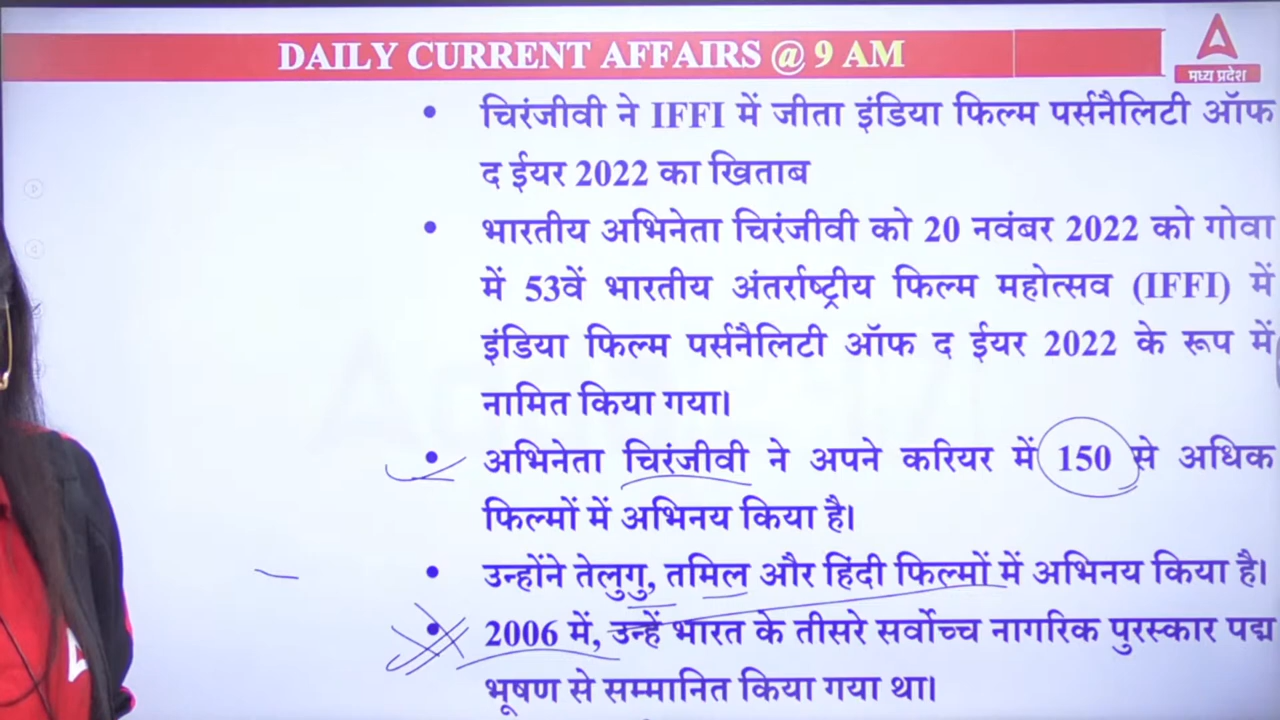 DAILY CURRENT AFFAIRS @ 9 AM
मध्य प्रदेश
• चिरंजीवी ने IFFI में जीता इंडिया फिल्म पर्सनैलिटी ऑफ
द ईयर 2022 का खिताब
• भारतीय अभिनेता चिरंजीवी को 20 नवंबर 2022 को गोवा
में 53वें भारतीय अंतर्राष्ट्रीय फिल्म महोत्सव (IFFI) में
इंडिया फिल्म पर्सनैलिटी ऑफ द ईयर 2022 के रूप में
नामित किया गया।
• अभिनेता चिरंजीवी ने अपने करियर में 150 से अधिक
फिल्मों में अभिनय किया है।
• उन्होंने तेलुगु, तमिल और हिंदी फिल्मों में अभिनय किया है।
• 2006 में, उन्हें भारत के तीसरे सर्वोच्च नागरिक पुरस्कार पद्म
भूषण से सम्मानित किया गया था।